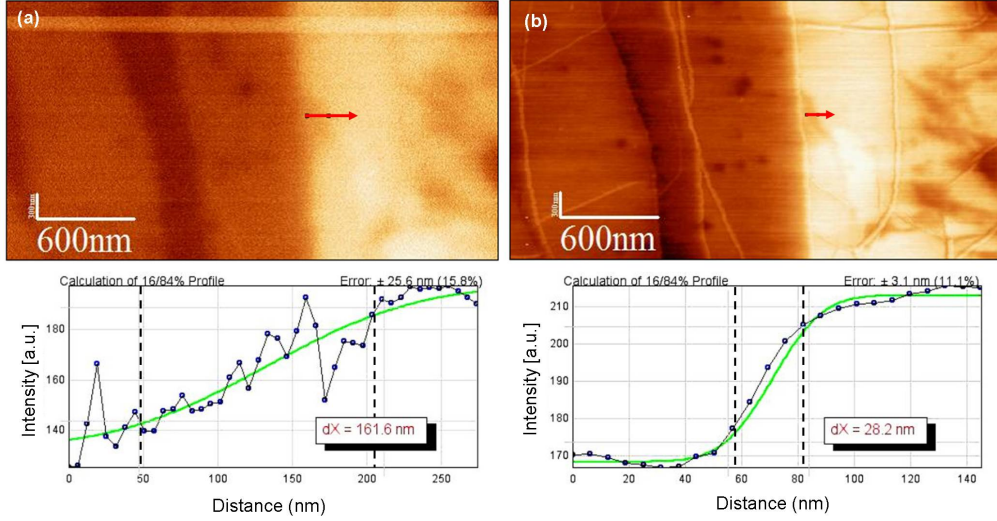 (a)
300nm
600nm
(b)
300nm
600nm
Calculation of 16/84% Profile
Error: ± 25.6 nm (15.8%)
180
160
140
Intensity [a.u.]
dX = 161.6 nm
0 50 100 150 200 250
Distance (nm)
Calculation of 16/84% Profile
Error: ± 3.1 nm (11.1%)
210
200
190
180
170
Intensity [a.u.]
dX = 28.2 nm
0 20 40 60 80 100 120 140
Distance (nm)